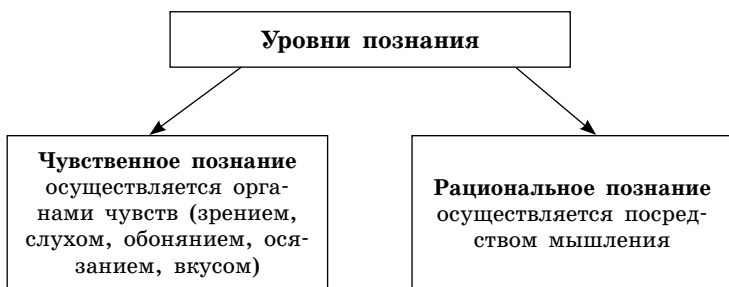 Уровни познания
Чувственное познание
осуществляется орга-
нами чувств (зрением,
слухом, обонянием, ося-
занием, вкусом)
Рациональное познание
осуществляется посред-
ством мышления